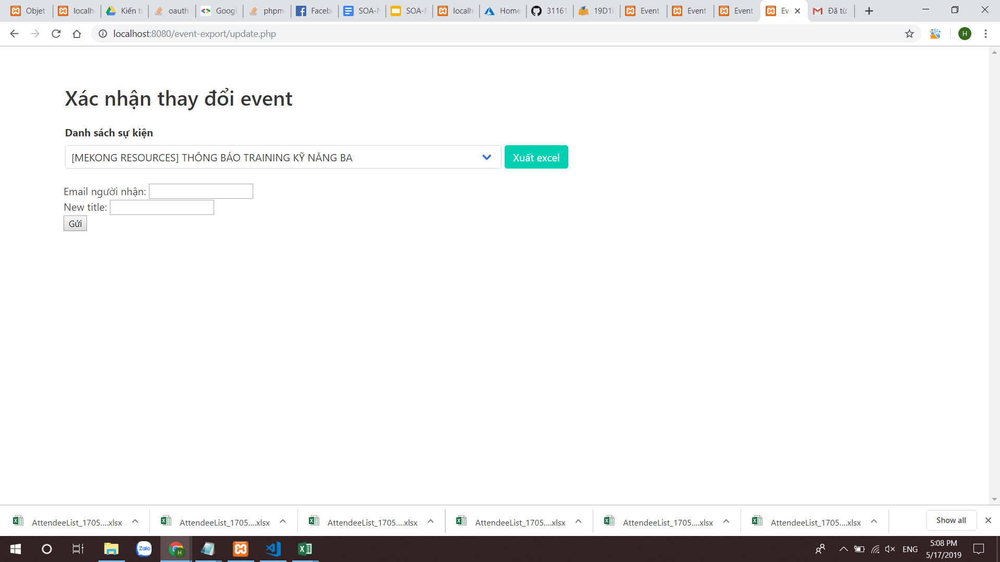 Objet
localh
Kiến tr
oauth
Googl
phpm
Facebo
SOA-N
SOA-N
localh
Home
31161
19D1I
Event
Event
Event
Ev
Đã từ
localhost:8080/event-export/update.php
H
Xác nhận thay đổi event
Danh sách sự kiện
[MEKONG RESOURCES] THÔNG BÁO TRAINING KỸ NĂNG BA
Xuất excel
Email người nhận:
New title:
Gửi
AttendeeList_1705....xlsx
AttendeeList_1705....xlsx
AttendeeList_1705....xlsx
AttendeeList_1705....xlsx
AttendeeList_1705....xlsx
AttendeeList_1705....xlsx
Show all
Zalo
H
ENG
5:08 PM
5/17/2019